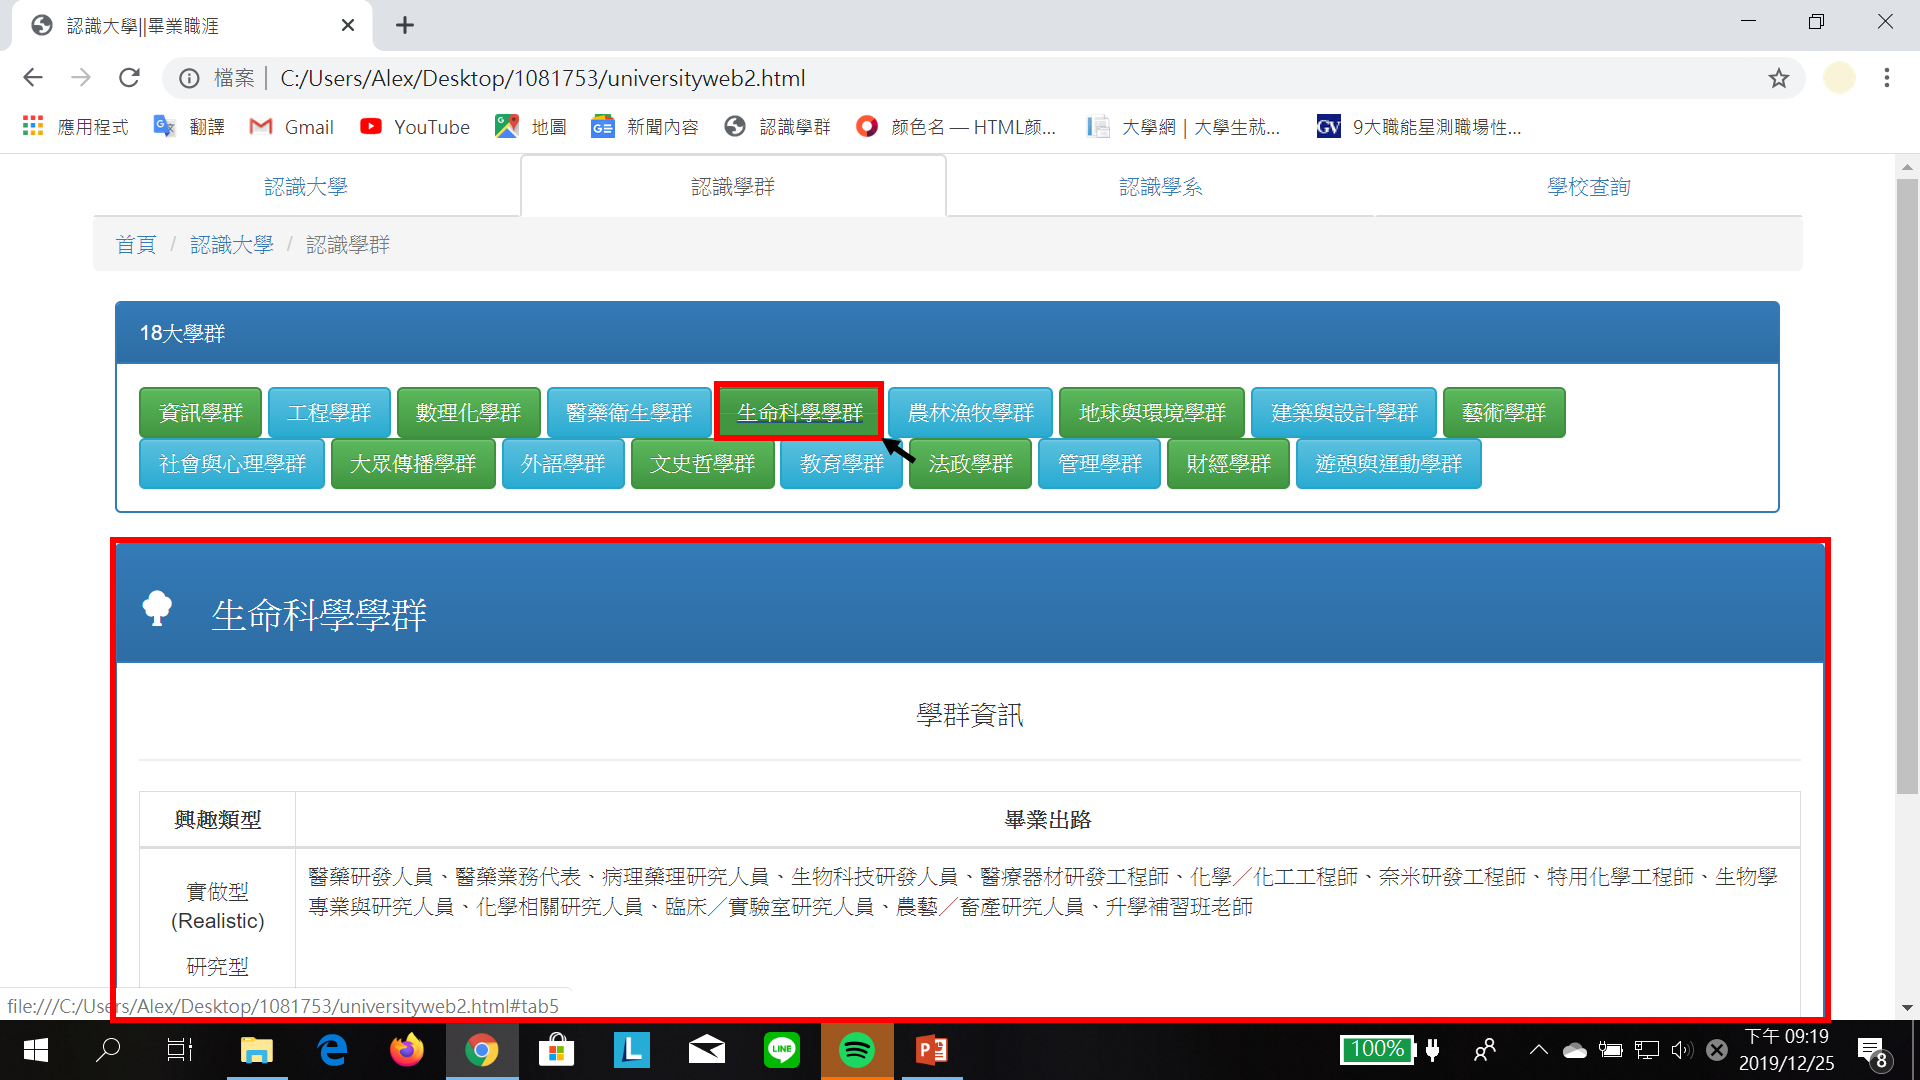 認識大學||畢業職涯
檔案 | C:/Users/Alex/Desktop/1081753/universityweb2.html
應用程式 翻譯 Gmail YouTube 地圖 新聞內容 認識學群 颜色名 — HTML颜... 大學網 | 大學生就... GV 9大職能星測職場性...
認識大學 認識學群 認識學系 學校查詢
首頁 / 認識大學 / 認識學群
18大學群
資訊學群 工程學群 數理化學群 醫藥衛生學群 生命科學學群 農林漁牧學群 地球與環境學群 建築與設計學群 藝術學群
社會與心理學群 大眾傳播學群 外語學群 文史哲學群 教育學群 法政學群 管理學群 財經學群 遊憩與運動學群
生命科學學群
學群資訊
興趣類型 畢業出路
醫藥研發人員、醫藥業務代表、病理藥理研究人員、生物科技研發人員、醫療器材研發工程師、化學／化工工程師、奈米研發工程師、特用化學工程師、生物學
專業與研究人員、化學相關研究人員、臨床／實驗室研究人員、農藝／畜產研究人員、升學補習班老師
實做型
(Realistic)
研究型
file:///C:/Users/Alex/Desktop/1081753/universityweb2.html#tab5
100% 下午 09:19
2019/12/25
8